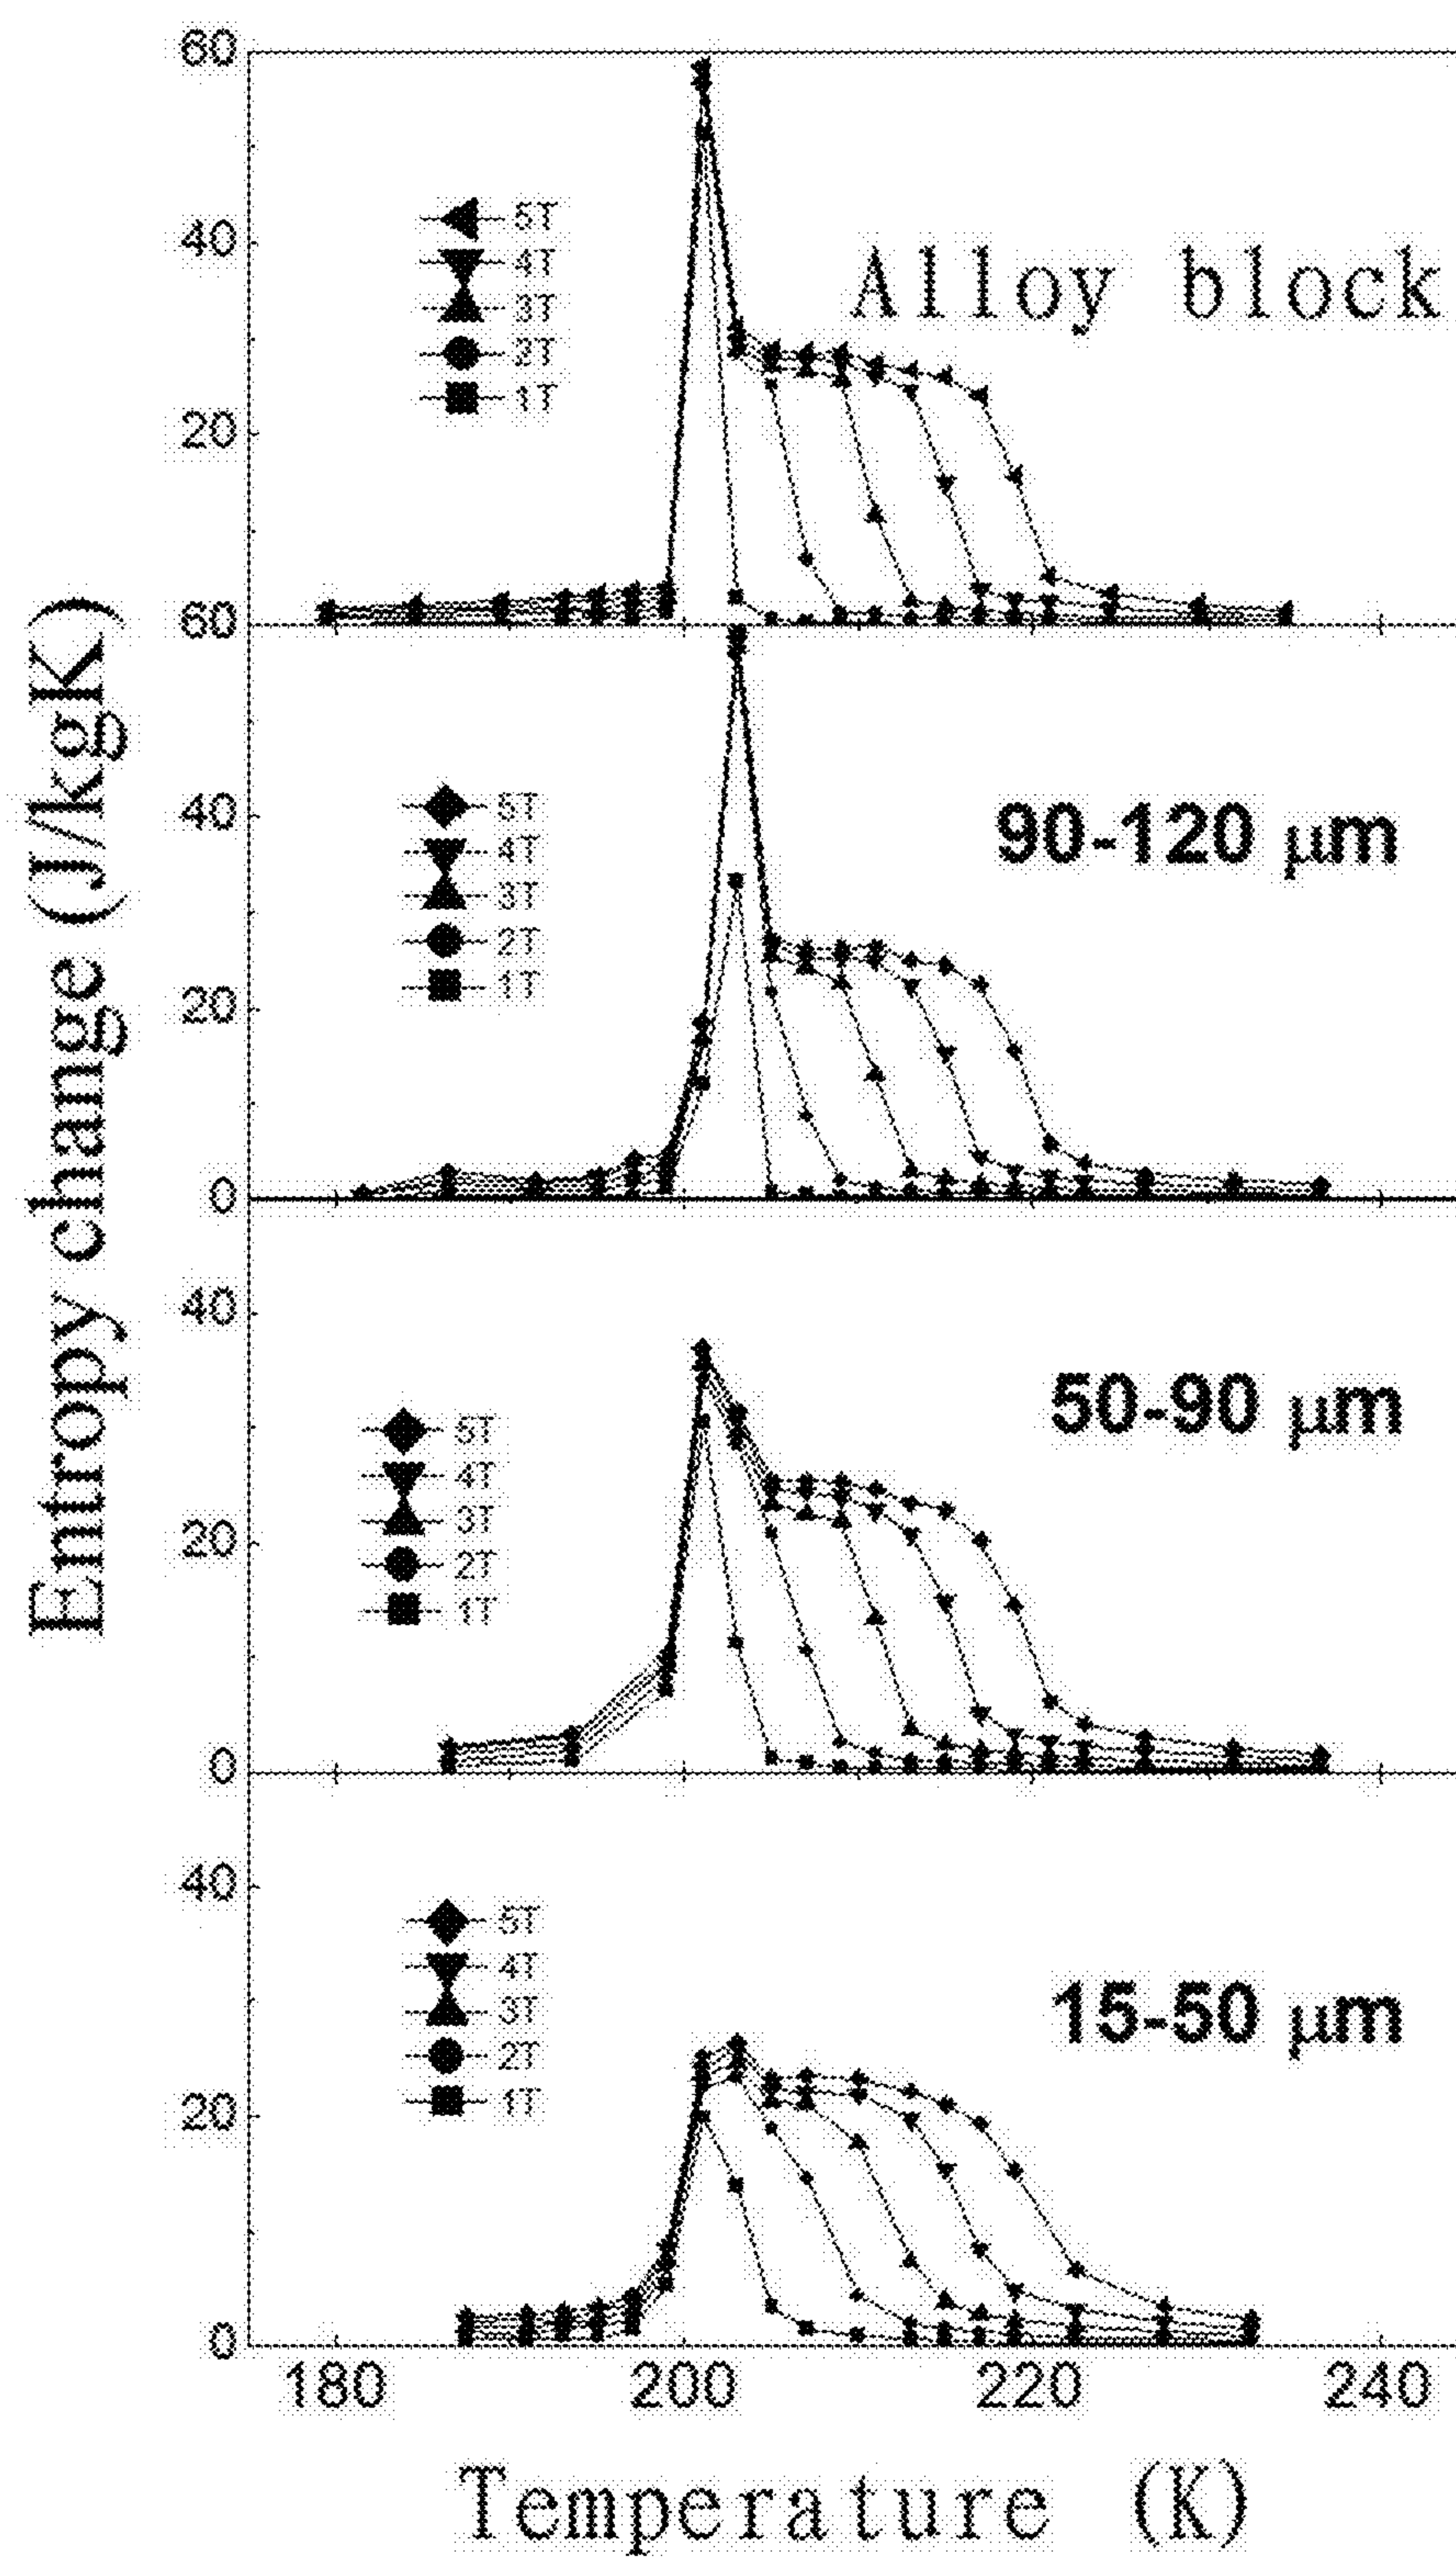 Entropy change (J/kgK)
60
40
20
5T
4T
3T
2T
1T
Alloy block
60
40
20
0
5T
4T
3T
2T
1T
90-120 μm
40
20
0
5T
4T
3T
2T
1T
50-90 μm
40
20
0
5T
4T
3T
2T
1T
15-50 μm
180 200 220 240
Temperature (K)